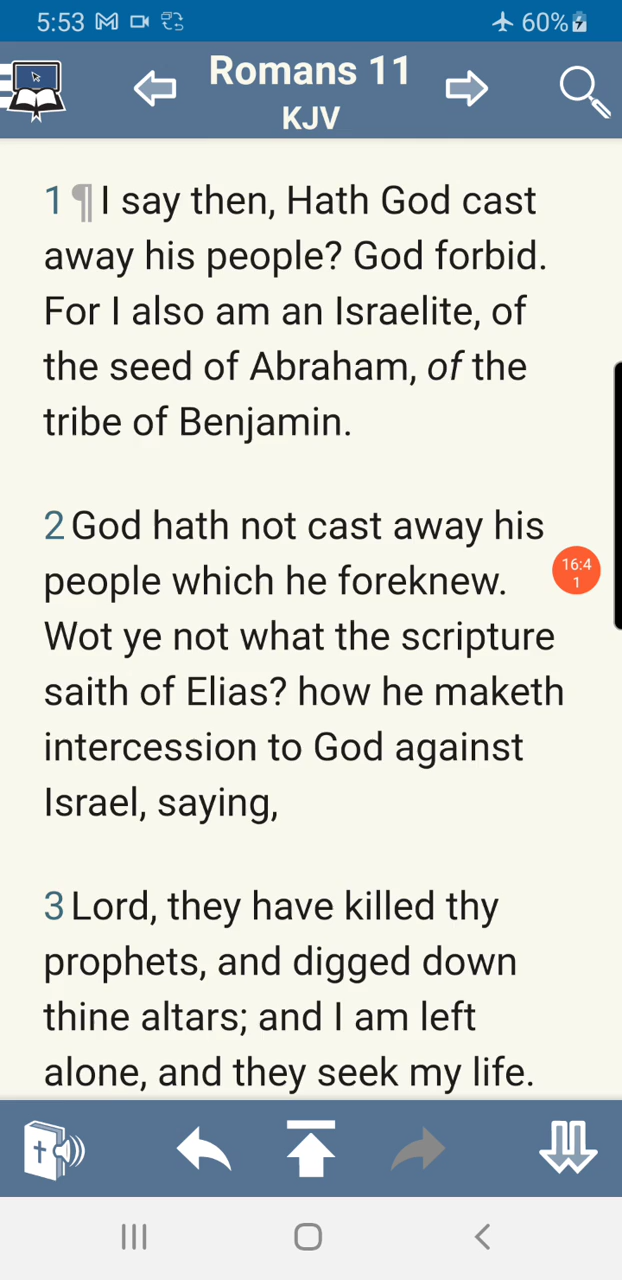 5:53 60%
Romans 11
KJV
1 ¶ I say then, Hath God cast
away his people? God forbid.
For I also am an Israelite, of
the seed of Abraham, of the
tribe of Benjamin.
2 God hath not cast away his
people which he foreknew.
Wot ye not what the scripture
saith of Elias? how he maketh
intercession to God against
Israel, saying,
16:4
1
3 Lord, they have killed thy
prophets, and digged down
thine altars; and I am left
alone, and they seek my life.